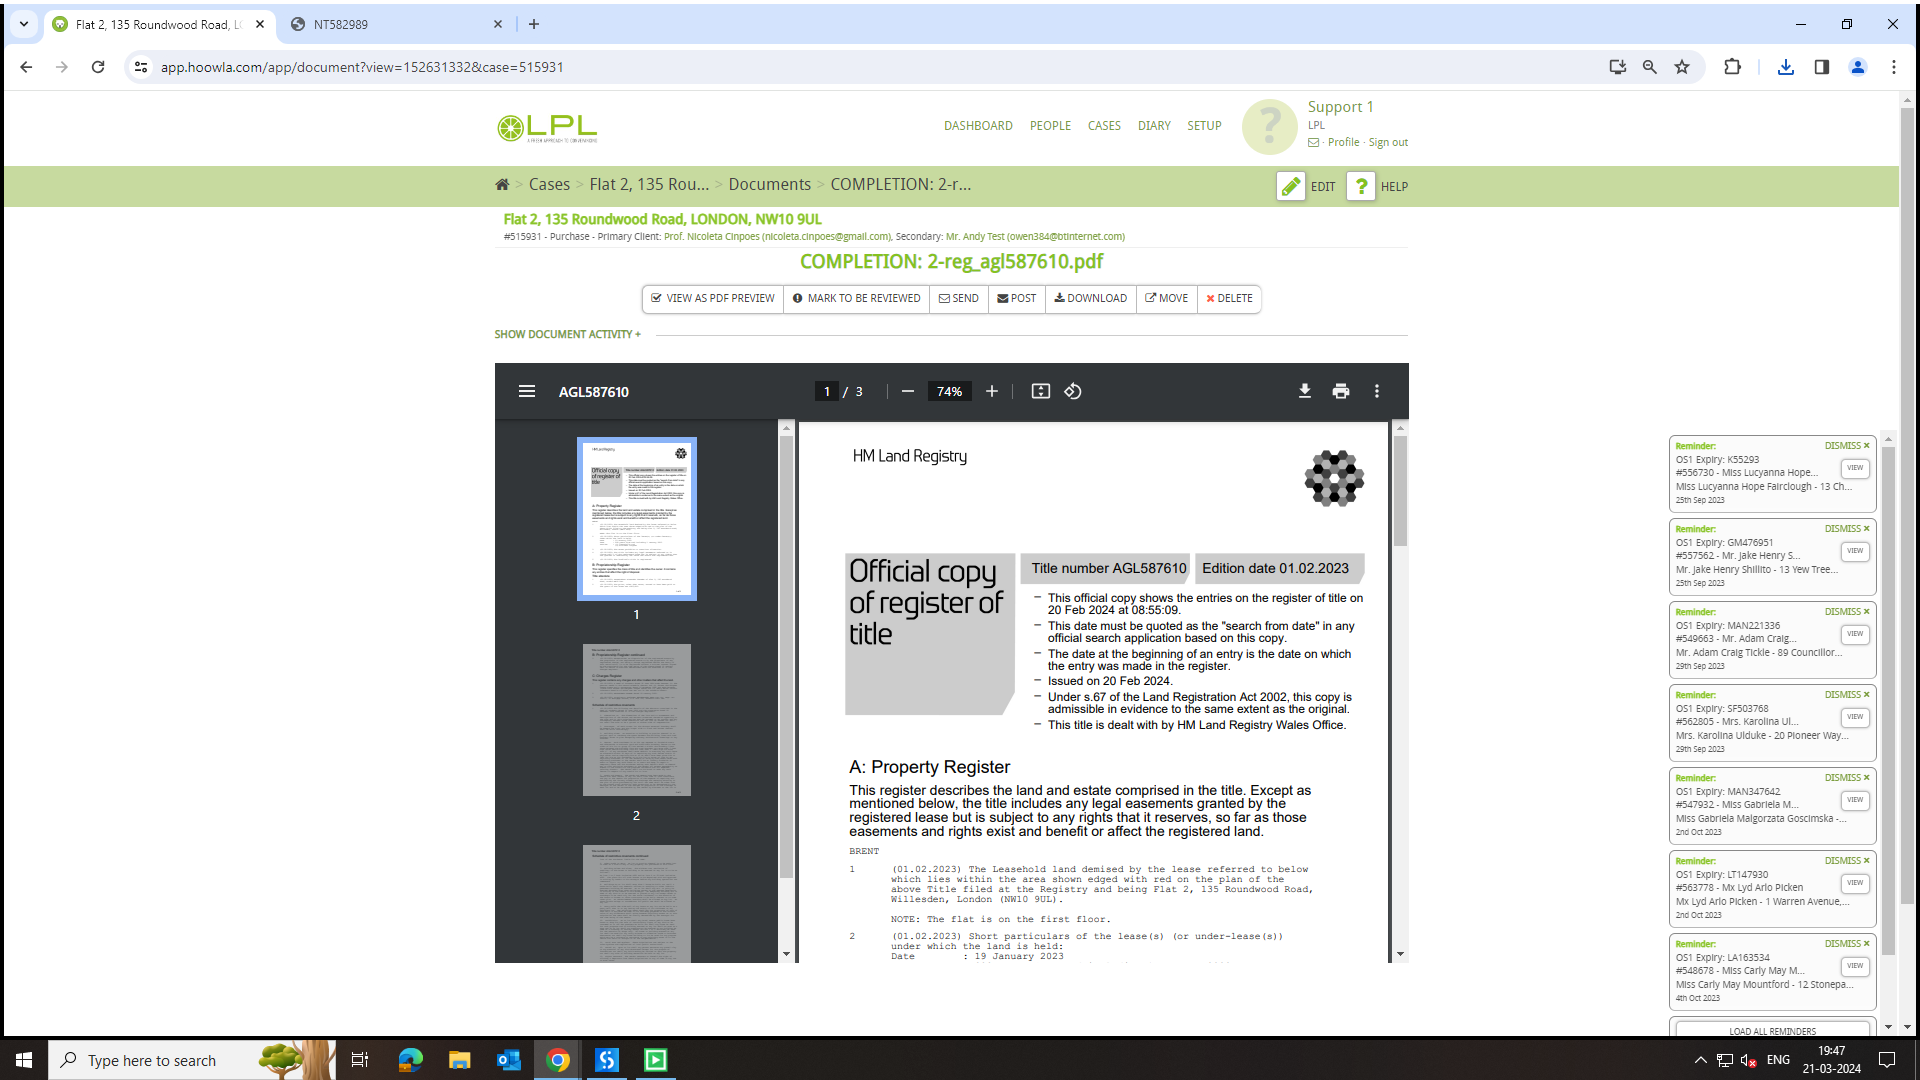 Flat 2, 135 Roundwood Road, L
NT582989
app.hoowla.com/app/document?view=152631332&case=515931
LPL
DASHBOARD PEOPLE CASES DIARY SETUP
?
Support 1
LPL
· Profile · Sign out
> Cases > Flat 2, 135 Rou... > Documents > COMPLETION: 2-r...
EDIT ? HELP
Flat 2, 135 Roundwood Road, LONDON, NW10 9UL
#515931 - Purchase - Primary Client: Prof. Nicoleta Cinpoes (nicoleta.cinpoes@gmail.com), Secondary: Mr. Andy Test (owen384@btinternet.com)
COMPLETION: 2-reg_agl587610.pdf
VIEW AS PDF PREVIEW MARK TO BE REVIEWED SEND POST DOWNLOAD MOVE DELETE
SHOW DOCUMENT ACTIVITY +
AGL587610
1 / 3
74%
1
2
HM Land Registry
Official copy
of register of
title
Title number AGL587610
Edition date 01.02.2023
– This official copy shows the entries on the register of title on
20 Feb 2024 at 08:55:09.
– This date must be quoted as the "search from date" in any
official search application based on this copy.
– The date at the beginning of an entry is the date on which
the entry was made in the register.
– Issued on 20 Feb 2024.
– Under s.67 of the Land Registration Act 2002, this copy is
admissible in evidence to the same extent as the original.
– This title is dealt with by HM Land Registry Wales Office.
A: Property Register
This register describes the land and estate comprised in the title. Except as
mentioned below, the title includes any legal easements granted by the
registered lease but is subject to any rights that it reserves, so far as those
easements and rights exist and benefit or affect the registered land.
BRENT
1 (01.02.2023) The Leasehold land demised by the lease referred to below
which lies within the area shown edged with red on the plan of the
above Title filed at the Registry and being Flat 2, 135 Roundwood Road,
Willesden, London (NW10 9UL).
NOTE: The flat is on the first floor.
2 (01.02.2023) Short particulars of the lease(s) (or under-lease(s))
under which the land is held:
Date : 19 January 2023
Reminder: DISMISS
OS1 Expiry: K55293
#556730 - Miss Lucyanna Hope...
VIEW
Miss Lucyanna Hope Fairclough - 13 Ch...
25th Sep 2023
Reminder: DISMISS
OS1 Expiry: GM476951
#557562 - Mr. Jake Henry S...
VIEW
Mr. Jake Henry Shillito - 13 Yew Tree...
25th Sep 2023
Reminder: DISMISS
OS1 Expiry: MAN221336
#549663 - Mr. Adam Craig...
VIEW
Mr. Adam Craig Tickle - 89 Councillor...
29th Sep 2023
Reminder: DISMISS
OS1 Expiry: SF503768
#562805 - Mrs. Karolina Ul...
VIEW
Mrs. Karolina Ulduke - 20 Pioneer Way...
29th Sep 2023
Reminder: DISMISS
OS1 Expiry: MAN347642
#547932 - Miss Gabriela M...
VIEW
Miss Gabriela Malgorzata Goscimska -...
2nd Oct 2023
Reminder: DISMISS
OS1 Expiry: LT147930
#563778 - Mx Lyd Arlo Picken
VIEW
Mx Lyd Arlo Picken - 1 Warren Avenue,...
2nd Oct 2023
Reminder: DISMISS
OS1 Expiry: LA163534
#548678 - Miss Carly May M...
VIEW
Miss Carly May Mountford - 12 Stonepa...
4th Oct 2023
LOAD ALL REMINDERS
Type here to search
ENG
19:47
21-03-2024